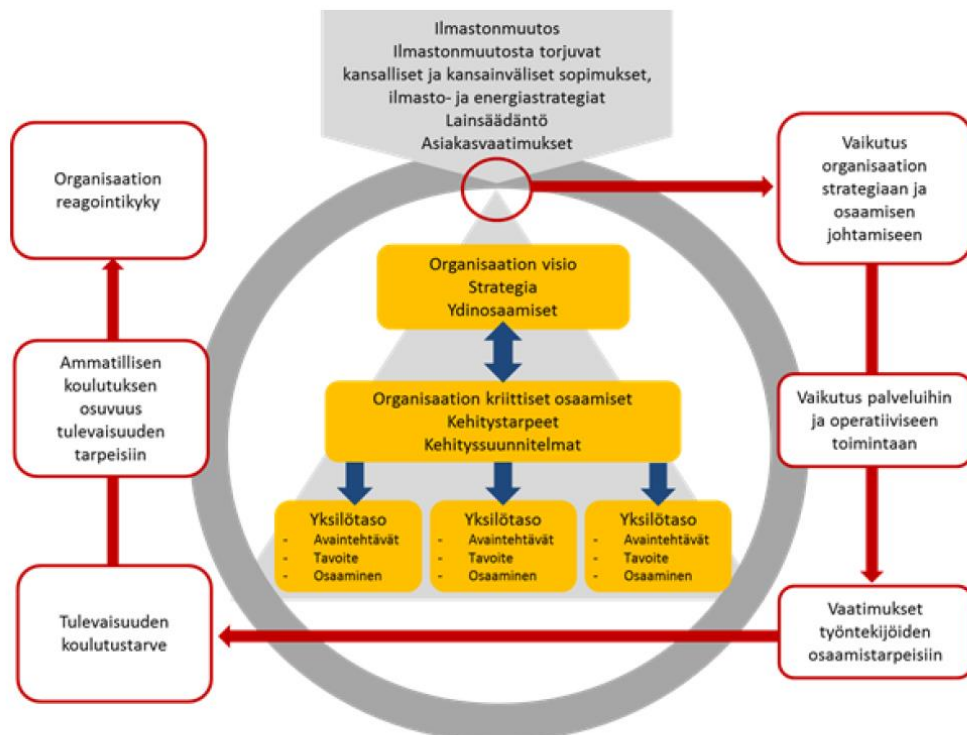 Ilmastonmuutos
Ilmastonmuutosta torjuvat
kansalliset ja kansainväliset sopimukset,
ilmasto- ja energiastrategiat
Lainsäädäntö
Asiakasvaatimukset
Vaikutus
organisaation
strategiaan ja
osaamisen
johtamiseen
Vaikutus palveluihin
ja operatiiviseen
toimintaan
Vaatimukset
työntekijöiden
osaamistarpeisiin
Tulevaisuuden
koulutustarve
Ammatillisen
koulutuksen
osuvuus
tulevaisuuden
tarpeisiin
Organisaation
reagointikyky
Organisaation visio
Strategia
Ydinosaamiset
Organisaation kriittiset osaamiset
Kehitystarpeet
Kehityssuunnitelmat
Yksilötaso
- Avaintehtävät
- Tavoite
- Osaaminen
Yksilötaso
- Avaintehtävät
- Tavoite
- Osaaminen
Yksilötaso
- Avaintehtävät
- Tavoite
- Osaaminen